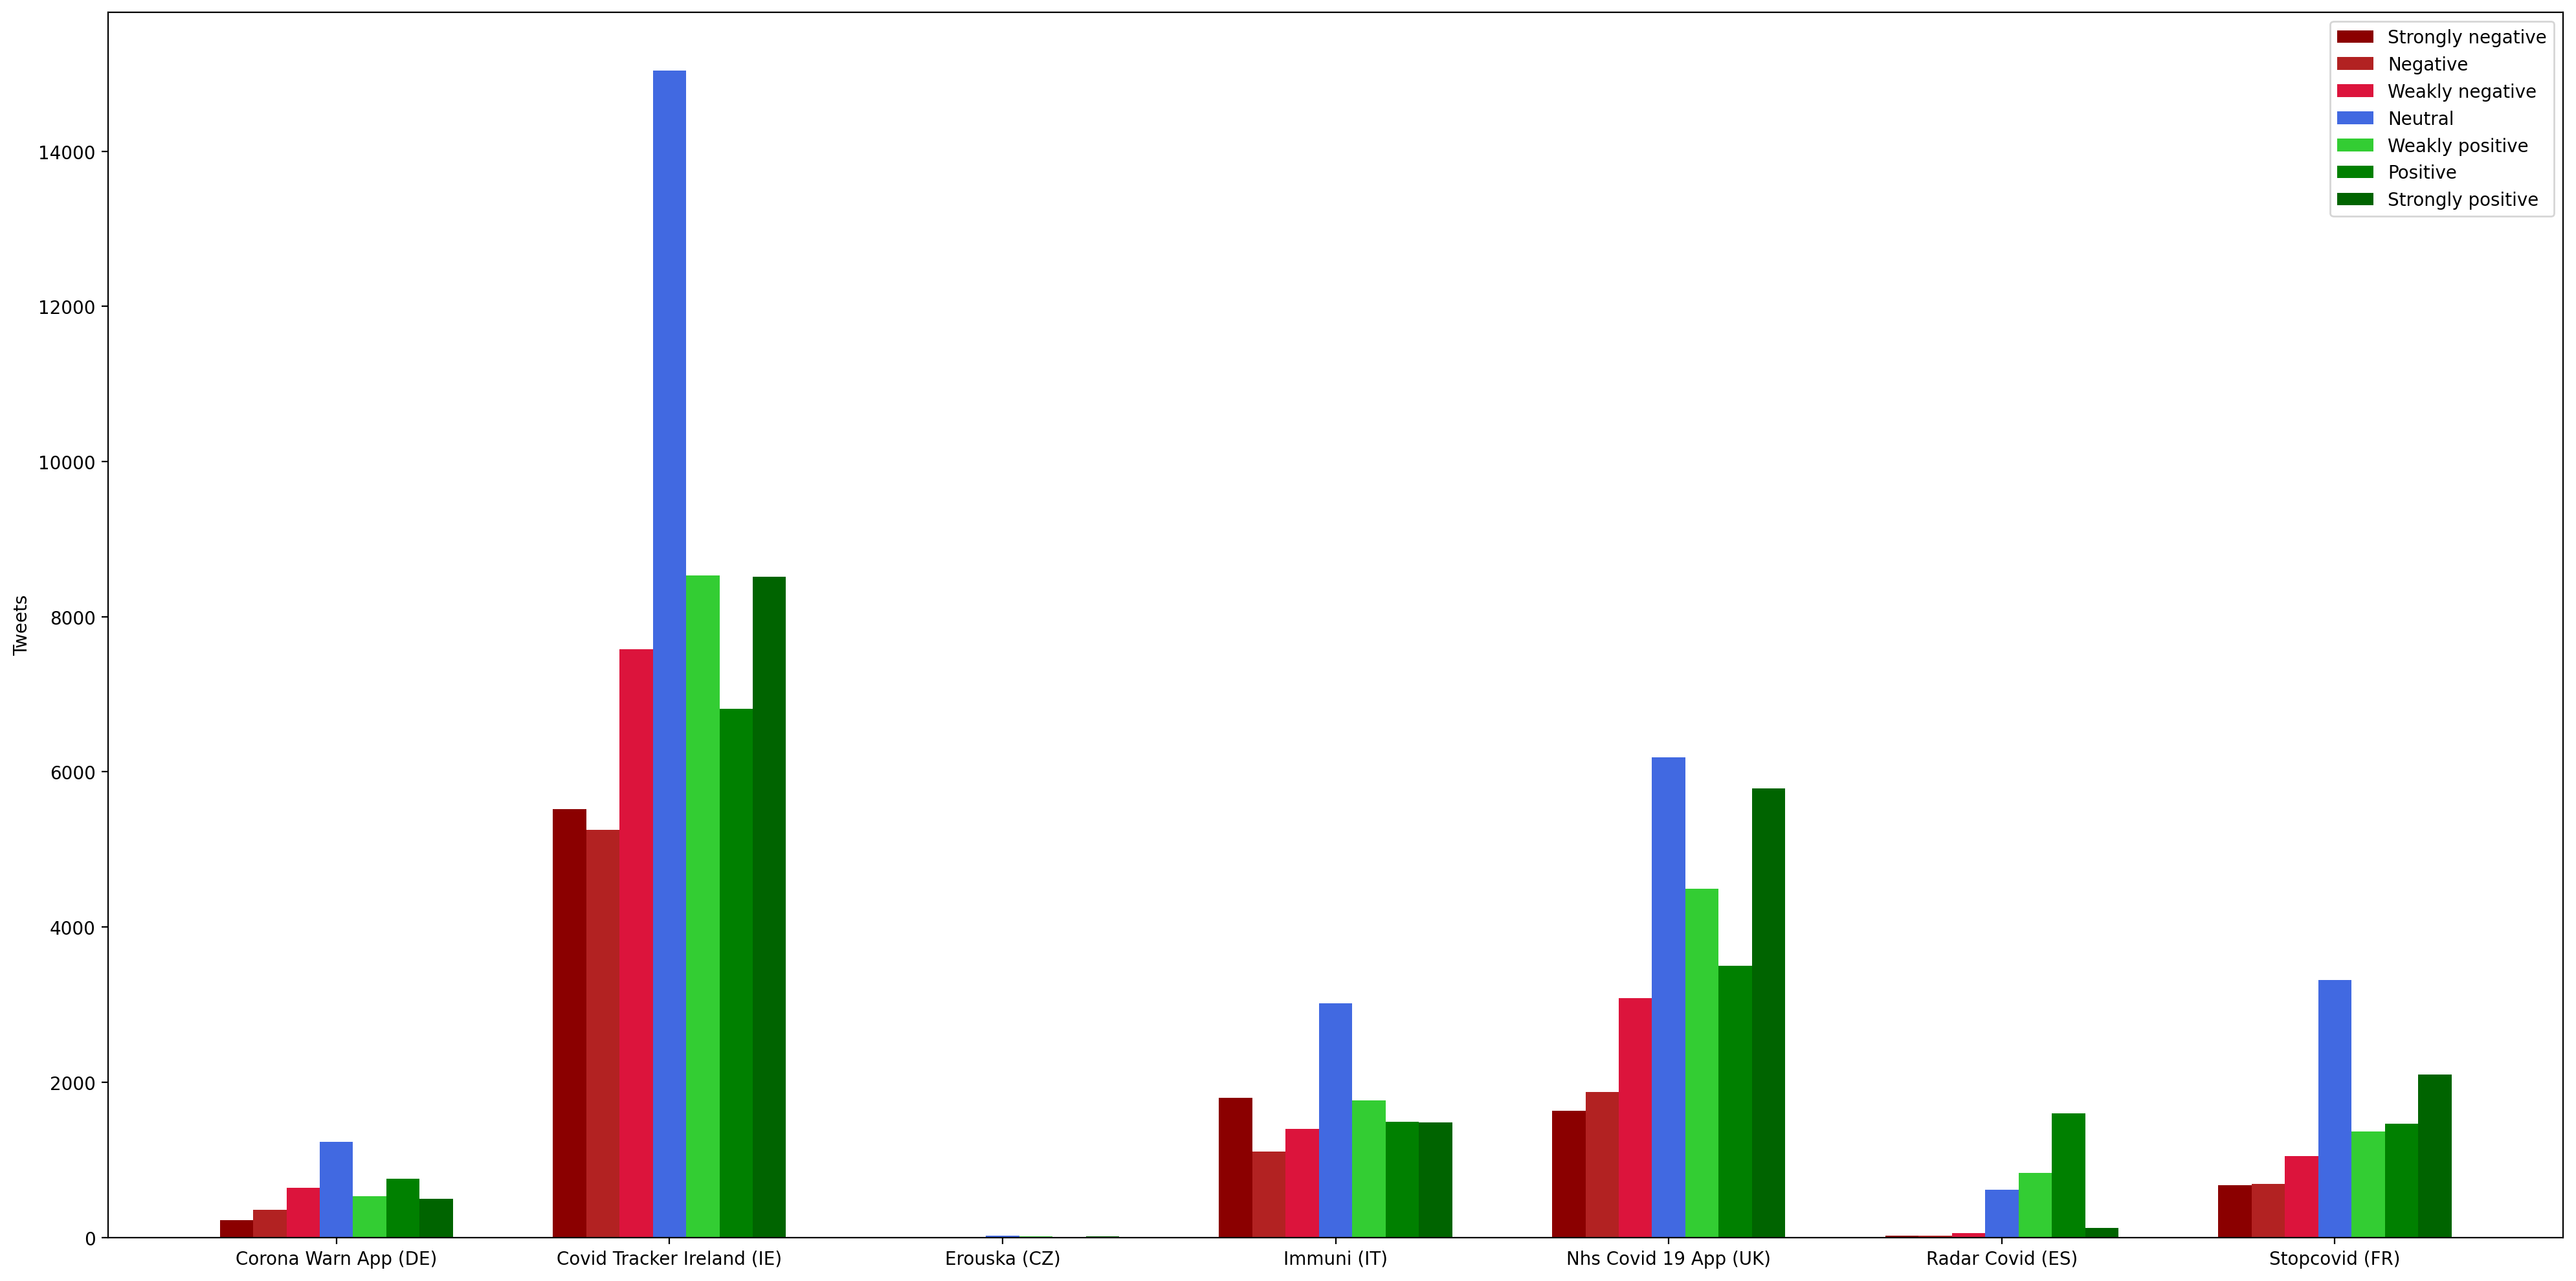 Strongly negative
Negative
Weakly negative
Neutral
Weakly positive
Positive
Strongly positive
Tweets
14000
12000
10000
8000
6000
4000
2000
0
Corona Warn App (DE)
Covid Tracker Ireland (IE)
Erouska (CZ)
Immuni (IT)
Nhs Covid 19 App (UK)
Radar Covid (ES)
Stopcovid (FR)